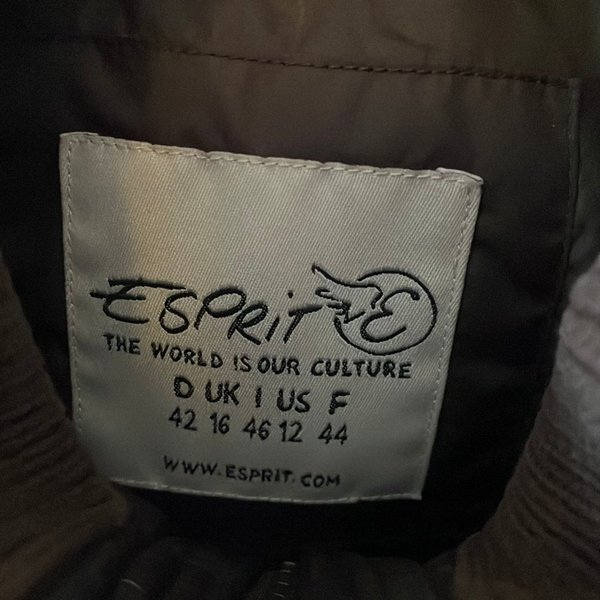 ESPRIT E
THE WORLD IS OUR CULTURE
D UK I US F
42 16 46 12 44
WWW.ESPRIT.COM